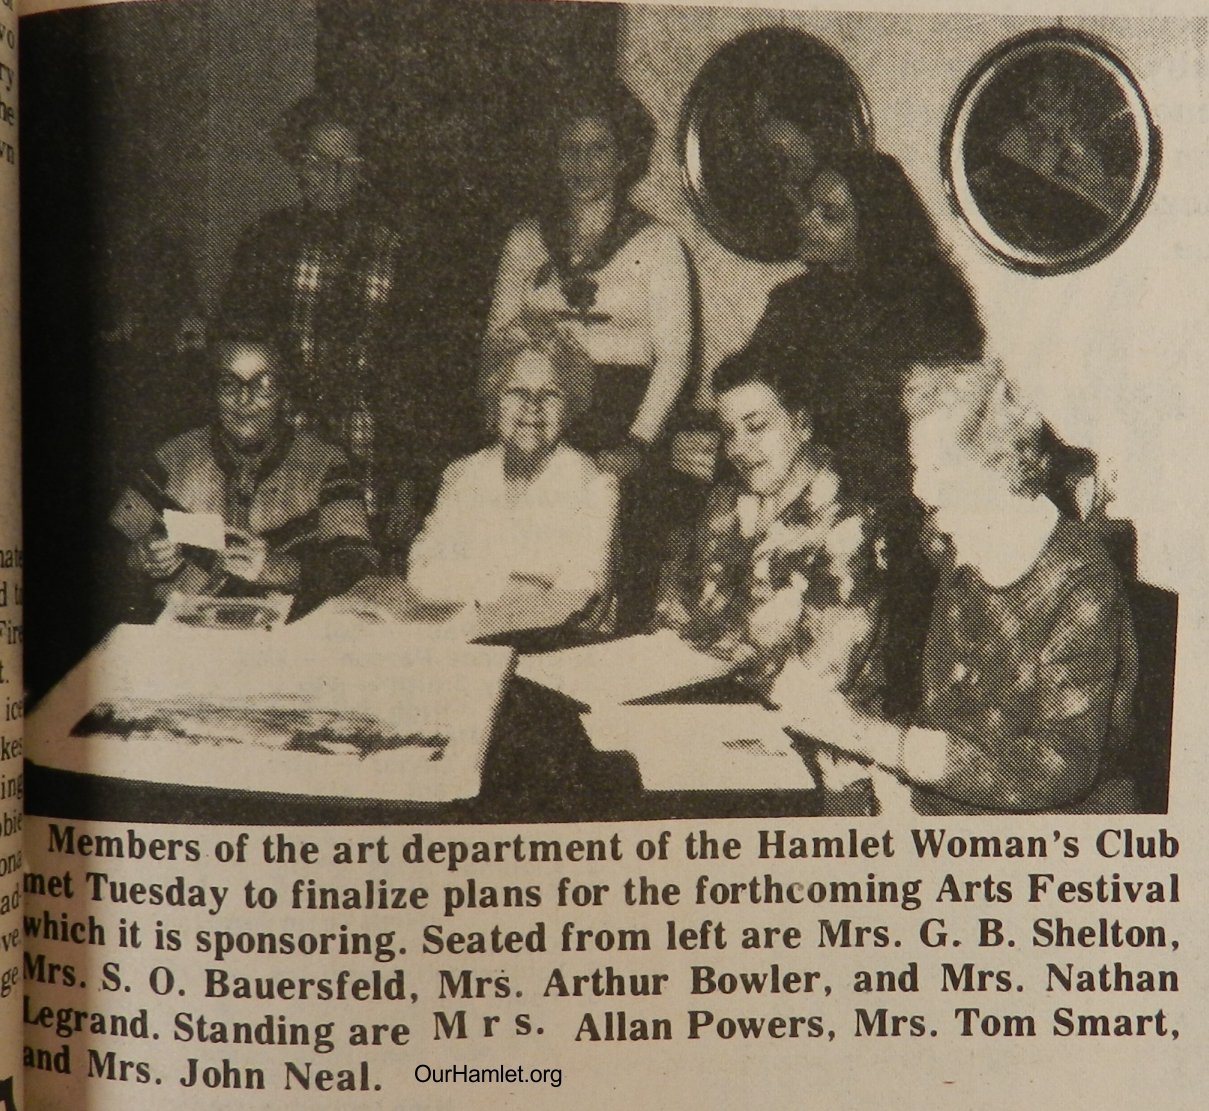 Members of the art department of the Hamlet Woman's Club
met Tuesday to finalize plans for the forthcoming Arts Festival
which it is sponsoring. Seated from left are Mrs. G. B. Shelton,
Mrs. S. O. Bauersfeld, Mrs. Arthur Bowler, and Mrs. Nathan
Legrand. Standing are Mrs. Allan Powers, Mrs. Tom Smart,
and Mrs. John Neal.
OurHamlet.org